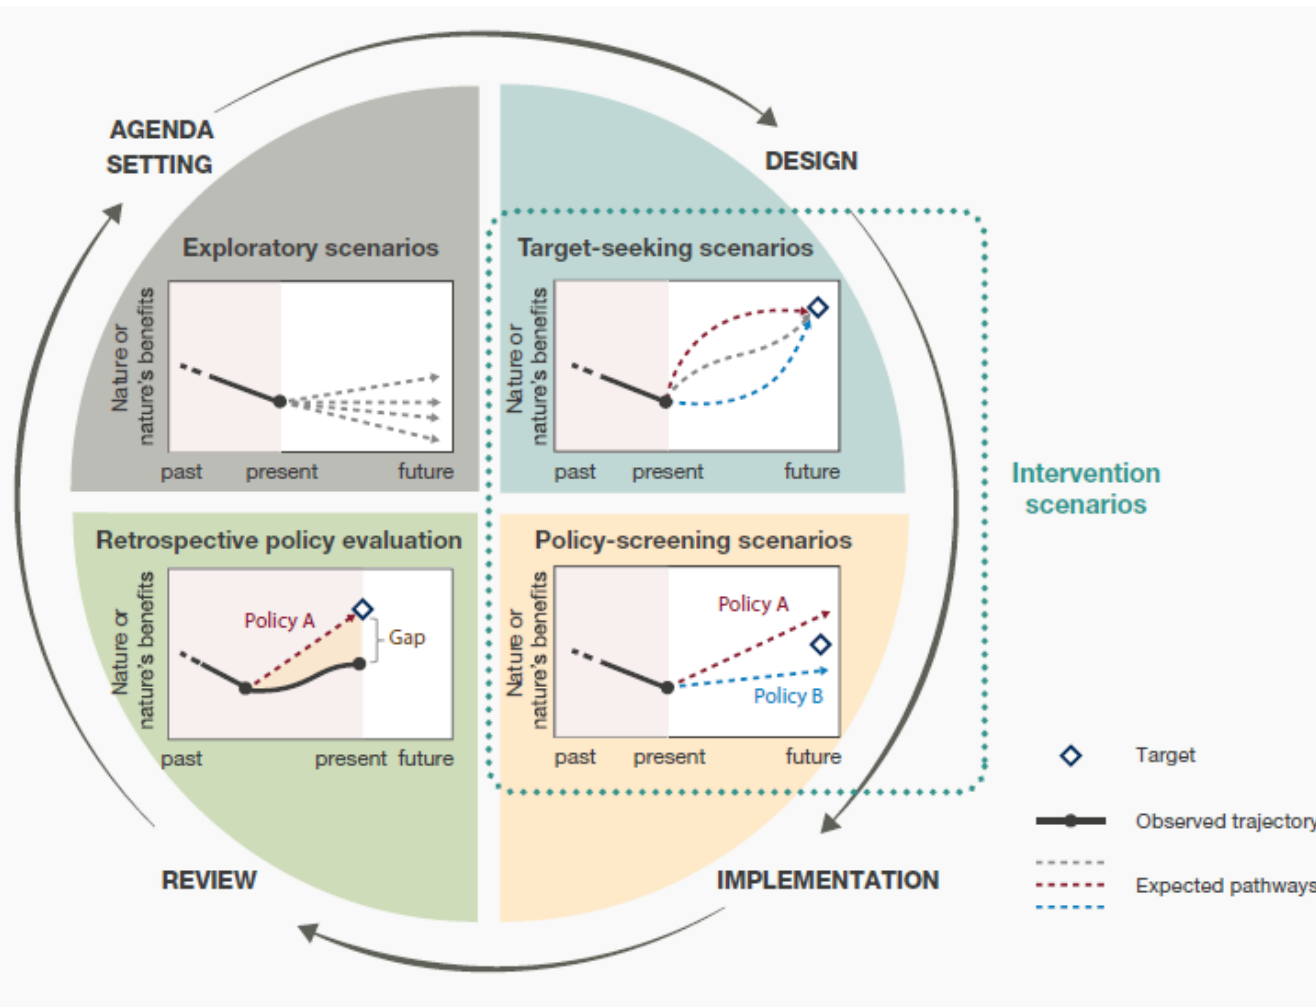 AGENDA
SETTING
DESIGN
Exploratory scenarios
Nature or
nature's benefits
past present future
Target-seeking scenarios
Nature or
nature's benefits
past present future
Intervention
scenarios
Retrospective policy evaluation
Nature or
nature's benefits
Policy A
Gap
past present future
Policy-screening scenarios
Nature or
nature's benefits
Policy A
Policy B
past present future
REVIEW
IMPLEMENTATION
Target
Observed trajectory
Expected pathways